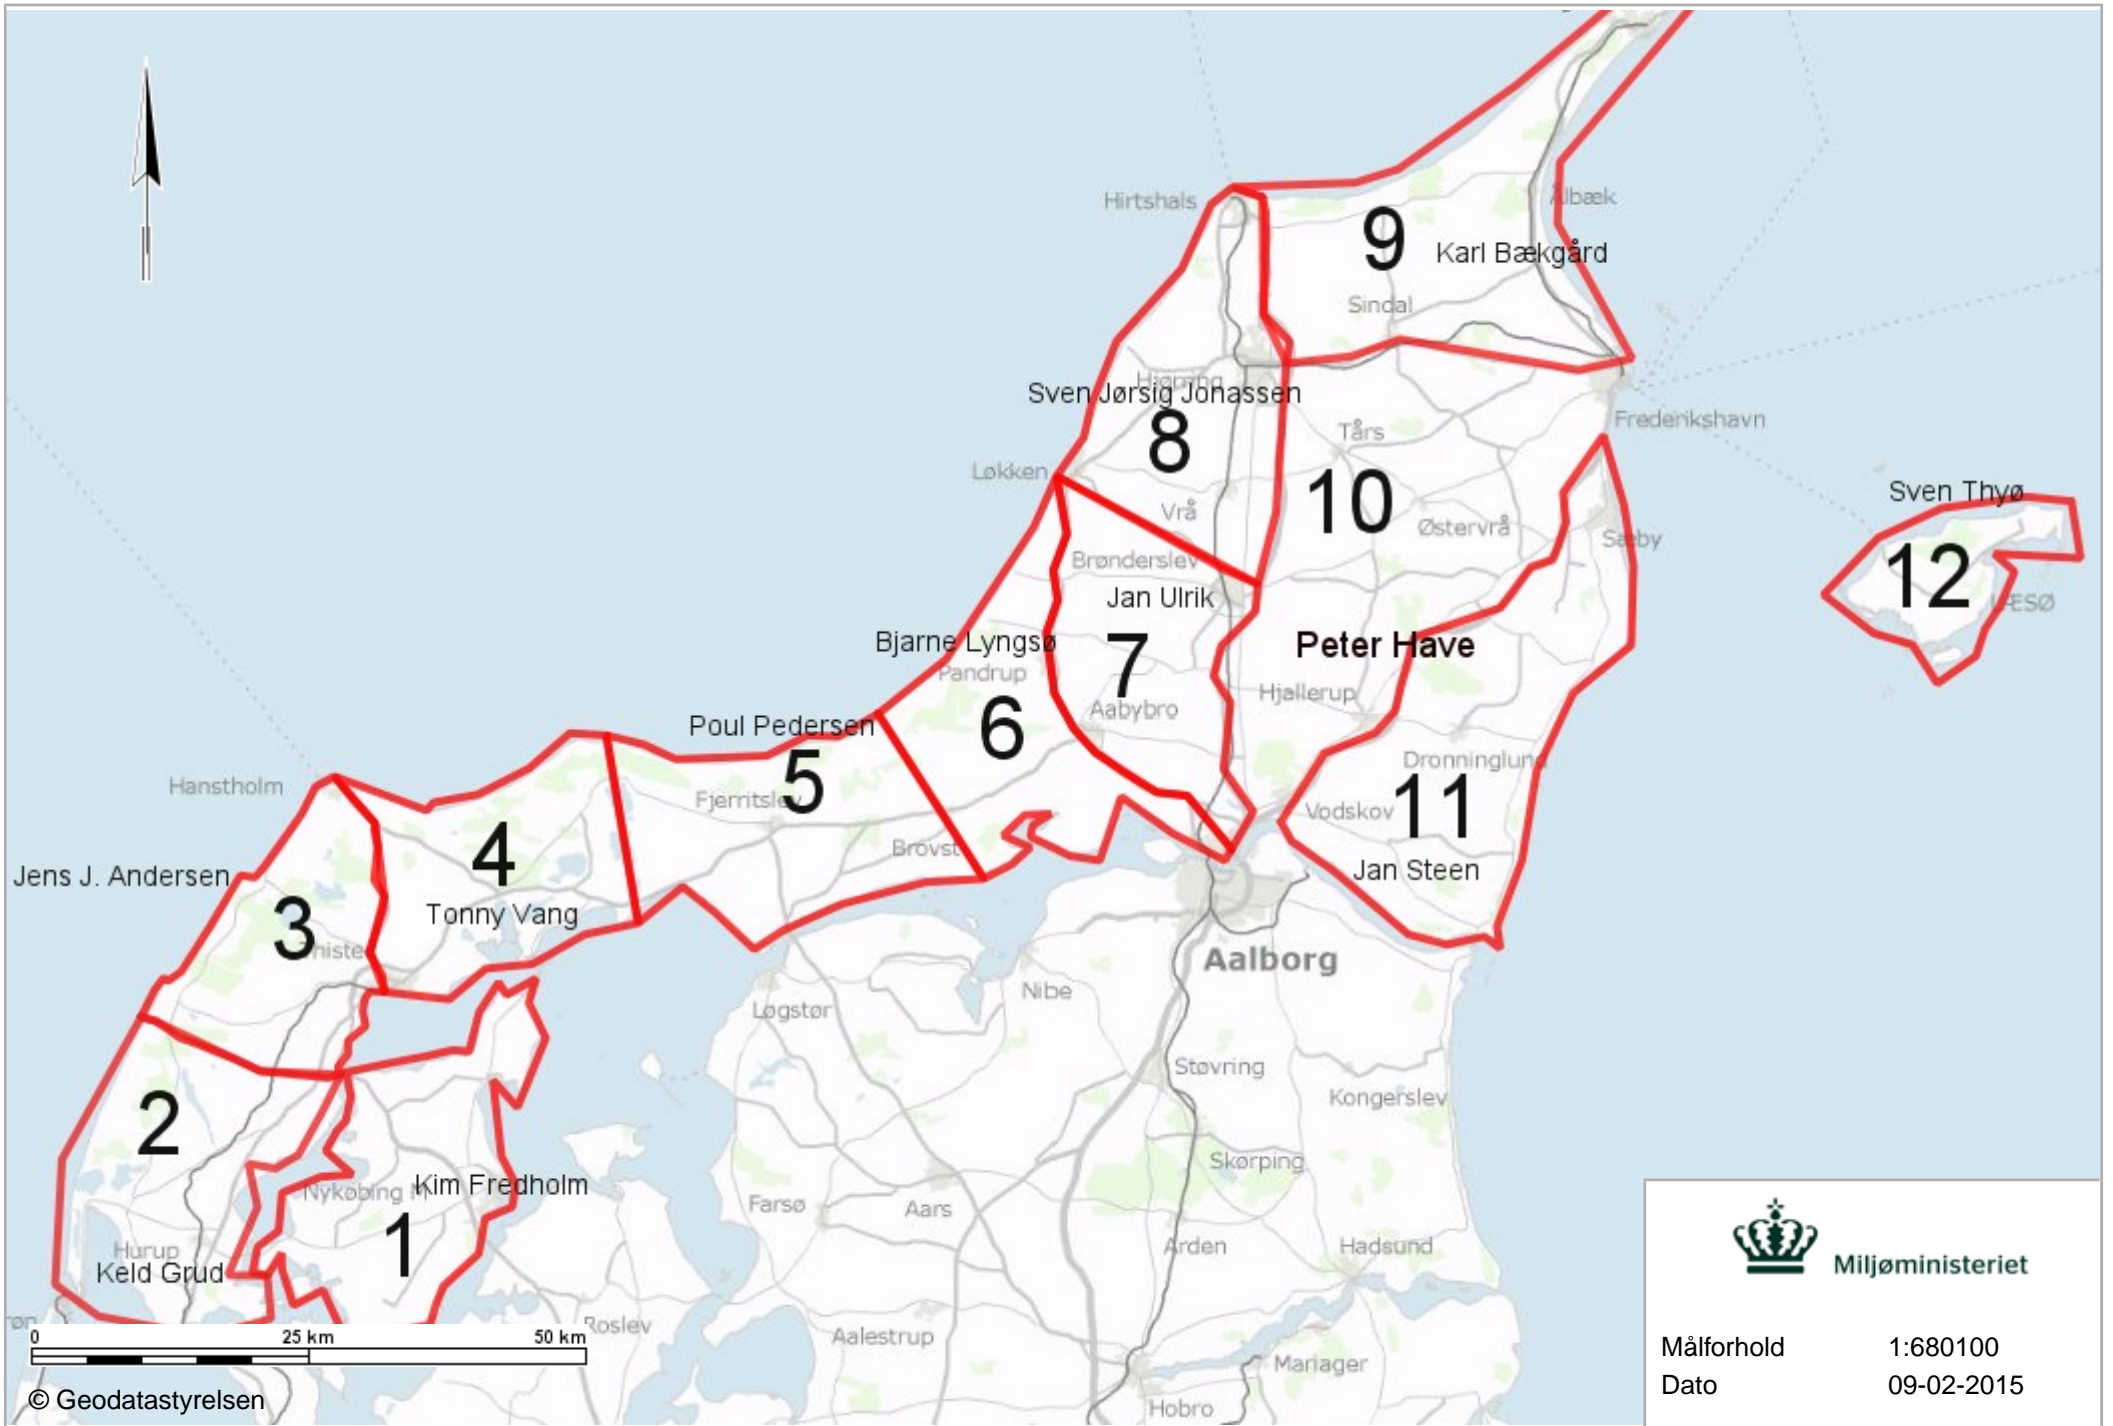 Hirtshals
Ålbæk
9
Karl Bækgård
Sindal
Hjørring
Sven Jørsig Jonassen
8
Tårs
Frederikshavn
Løkken
10
Sven Thyø
Vrå
Østervrå
Sæby
Brønderslev
12
LÆSØ
Jan Ulrik
Bjarne Lyngsø
7
Peter Have
Pandrup
Hjallerup
Aabybro
6
Poul Pedersen
Dronninglund
5
Hanstholm
Fjerritslev
11
Vodskov
4
Brovst
Jens J. Andersen
Jan Steen
Tonny Vang
3
Thisted
Aalborg
Nibe
Løgstør
Støvring
2
Kongerslev
Skørping
Nykøbing M
Kim Fredholm
Farsø
Aars
1
Hurup
Keld Grud
Arden
Hadsund
Miljøministeriet
Roslev
Aalestrup
0 25 km 50 km
Målforhold 1:680100
Mariager
Dato 09-02-2015
© Geodatastyrelsen
Hobro